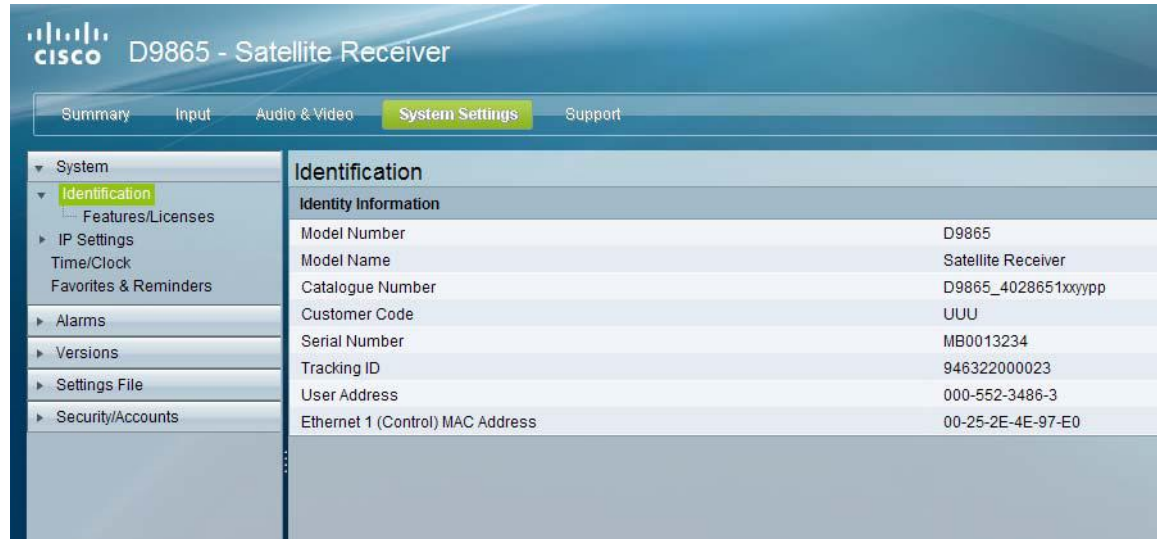 CISCO D9865 - Satellite Receiver
Summary Input Audio & Video System Settings Support
System
Identification
Features/Licenses
IP Settings
Time/Clock
Favorites & Reminders
Alarms
Versions
Settings File
Security/Accounts
Identification
Identity Information
Model Number D9865
Model Name Satellite Receiver
Catalogue Number D9865_4028651xxyypp
Customer Code UUU
Serial Number MB0013234
Tracking ID 946322000023
User Address 000-552-3486-3
Ethernet 1 (Control) MAC Address 00-25-2E-4E-97-E0